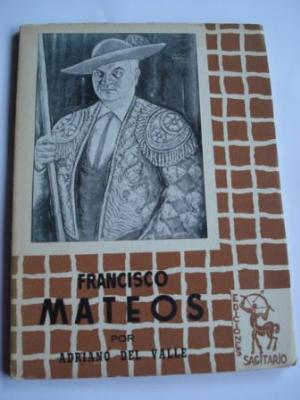 FRANCISCO
MATEOS
POR
ADRIANO DEL VALLE
EDICIONES
SAGITARIO